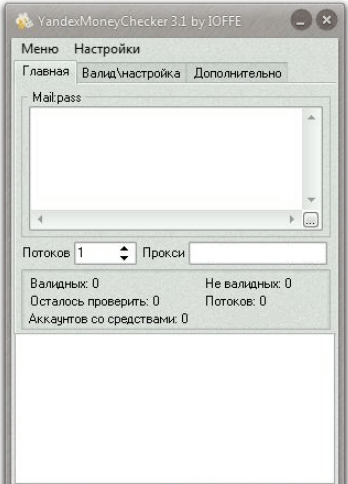 YandexMoneyChecker 3.1 by IOFFE
Меню Настройки
Главная Валид\настройка Дополнительно
Mail:pass
...
Потоков 1 Прокси
Валидных: 0 Не валидных: 0
Осталось проверить: 0 Потоков: 0
Аккаунтов со средствами: 0